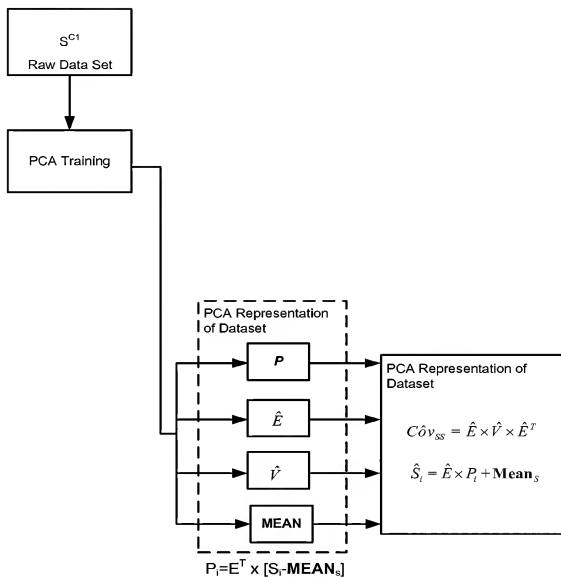 S^C1
Raw Data Set
PCA Training
PCA Representation
of Dataset
P
Ê
V̂
MEAN
P_i=E^T x [S_i-MEAN_s]
PCA Representation of
Dataset
Côv_SS = Ê × V̂ × Ê^T
Ŝ_i = Ê × P_i + Mean_S